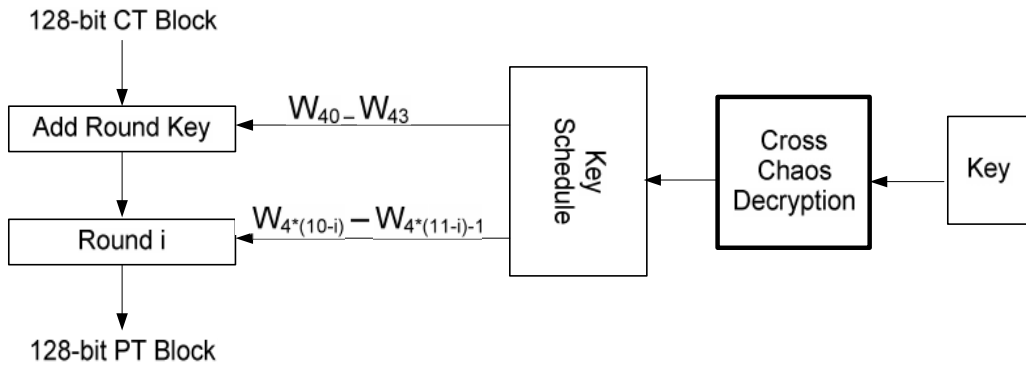 128-bit CT Block
Add Round Key
W40 – W43
Round i
W4*(10-i) – W4*(11-i)-1
128-bit PT Block
Key
Schedule
Cross
Chaos
Decryption
Key